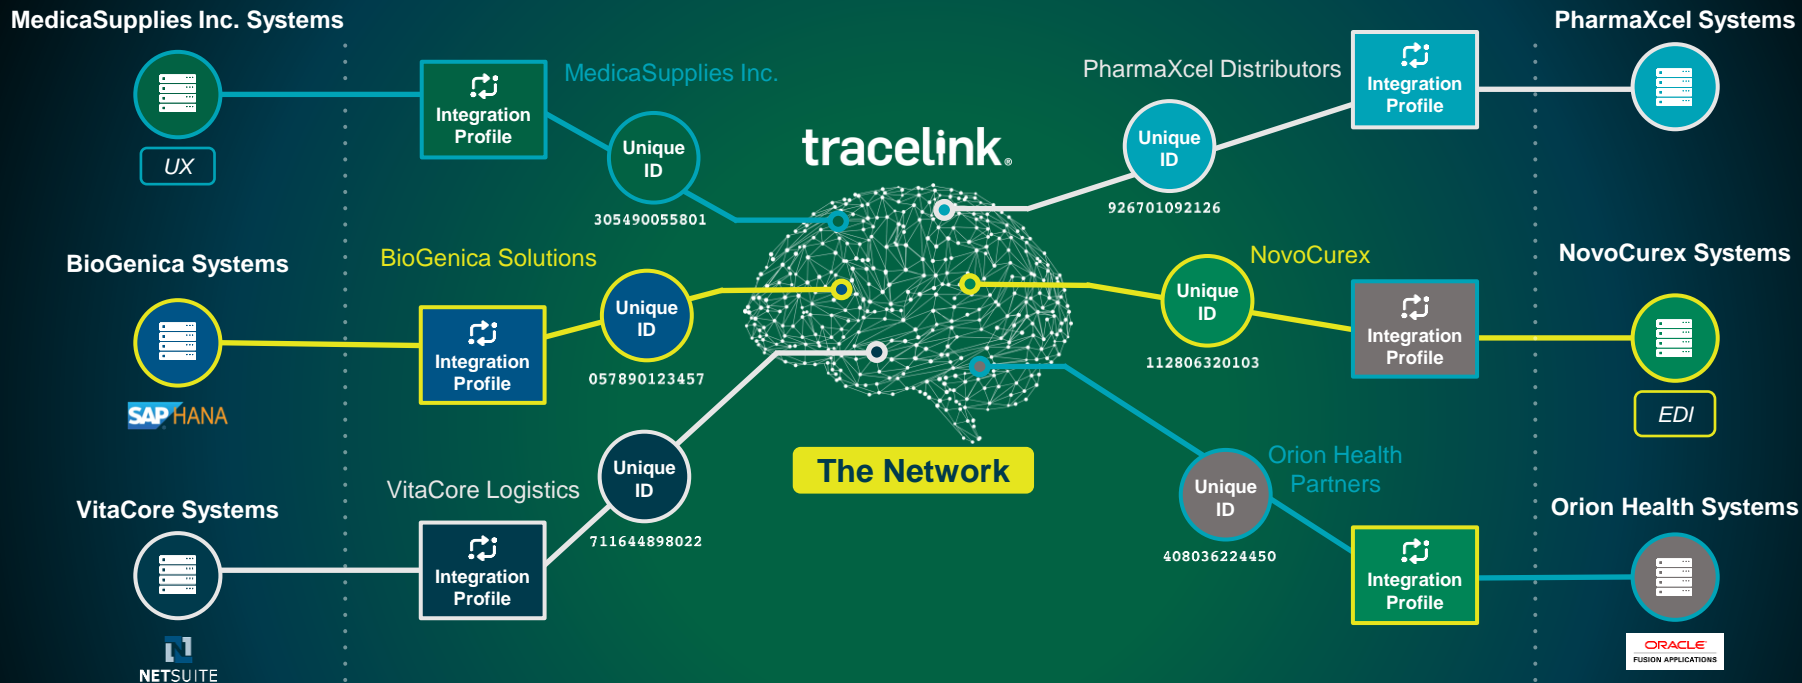 MedicaSupplies Inc. Systems
UX
Integration
Profile
MedicaSupplies Inc.
Unique
ID
305490055801
BioGenica Systems
SAP HANA
BioGenica Solutions
Integration
Profile
Unique
ID
057890123457
VitaCore Systems
NETSUITE
VitaCore Logistics
Integration
Profile
Unique
ID
711644898022
tracelink®
The Network
PharmaXcel Distributors
Unique
ID
926701092126
Integration
Profile
PharmaXcel Systems
NovoCurex
Unique
ID
112806320103
Integration
Profile
NovoCurex Systems
EDI
Orion Health
Partners
Unique
ID
408036224450
Integration
Profile
Orion Health Systems
ORACLE
FUSION APPLICATIONS